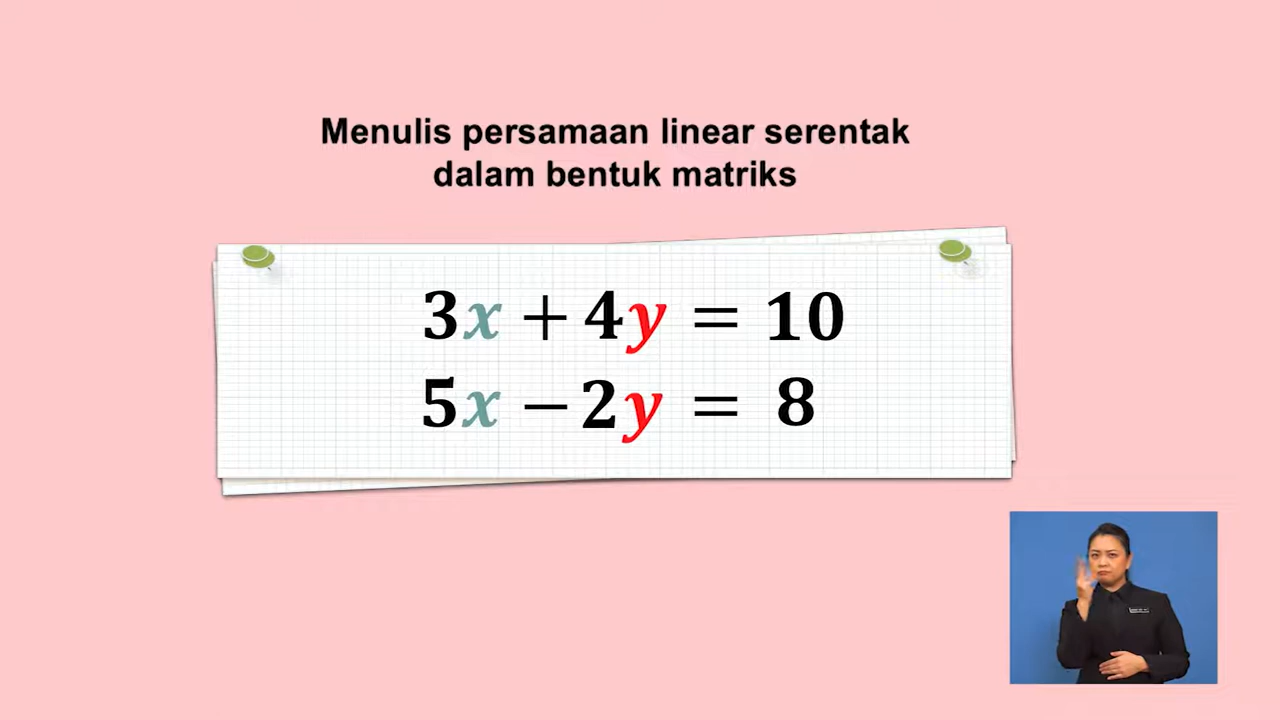 Menulis persamaan linear serentak
dalam bentuk matriks
3x + 4y = 10
5x − 2y = 8